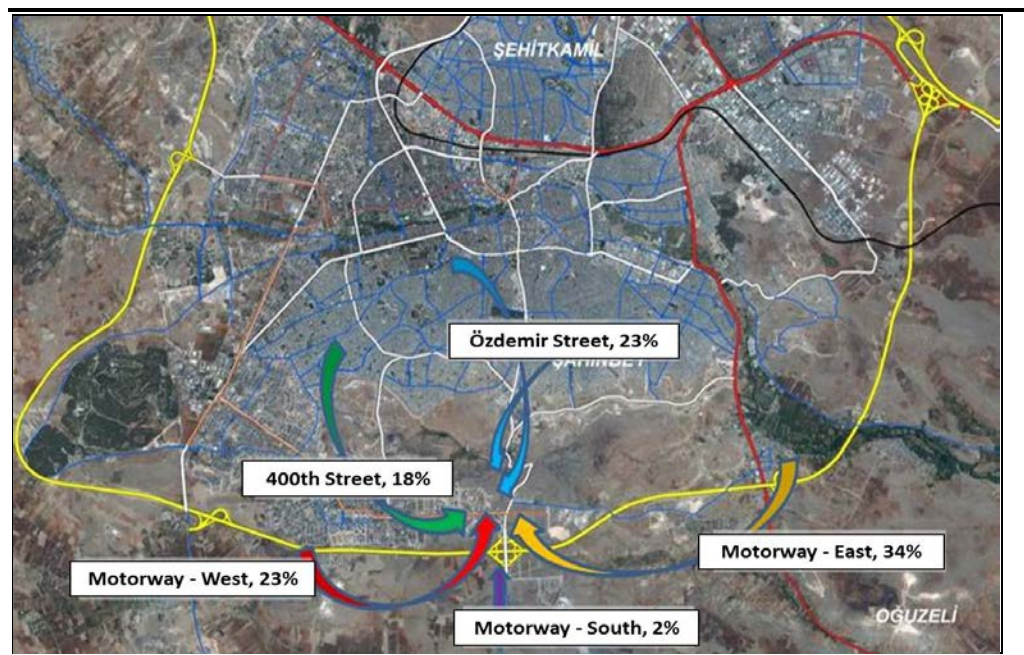 ŞEHİTKAMİL
Özdemir Street, 23%
ŞAHİNBEY
400th Street, 18%
Motorway - East, 34%
Motorway - West, 23%
OĞUZELİ
Motorway - South, 2%